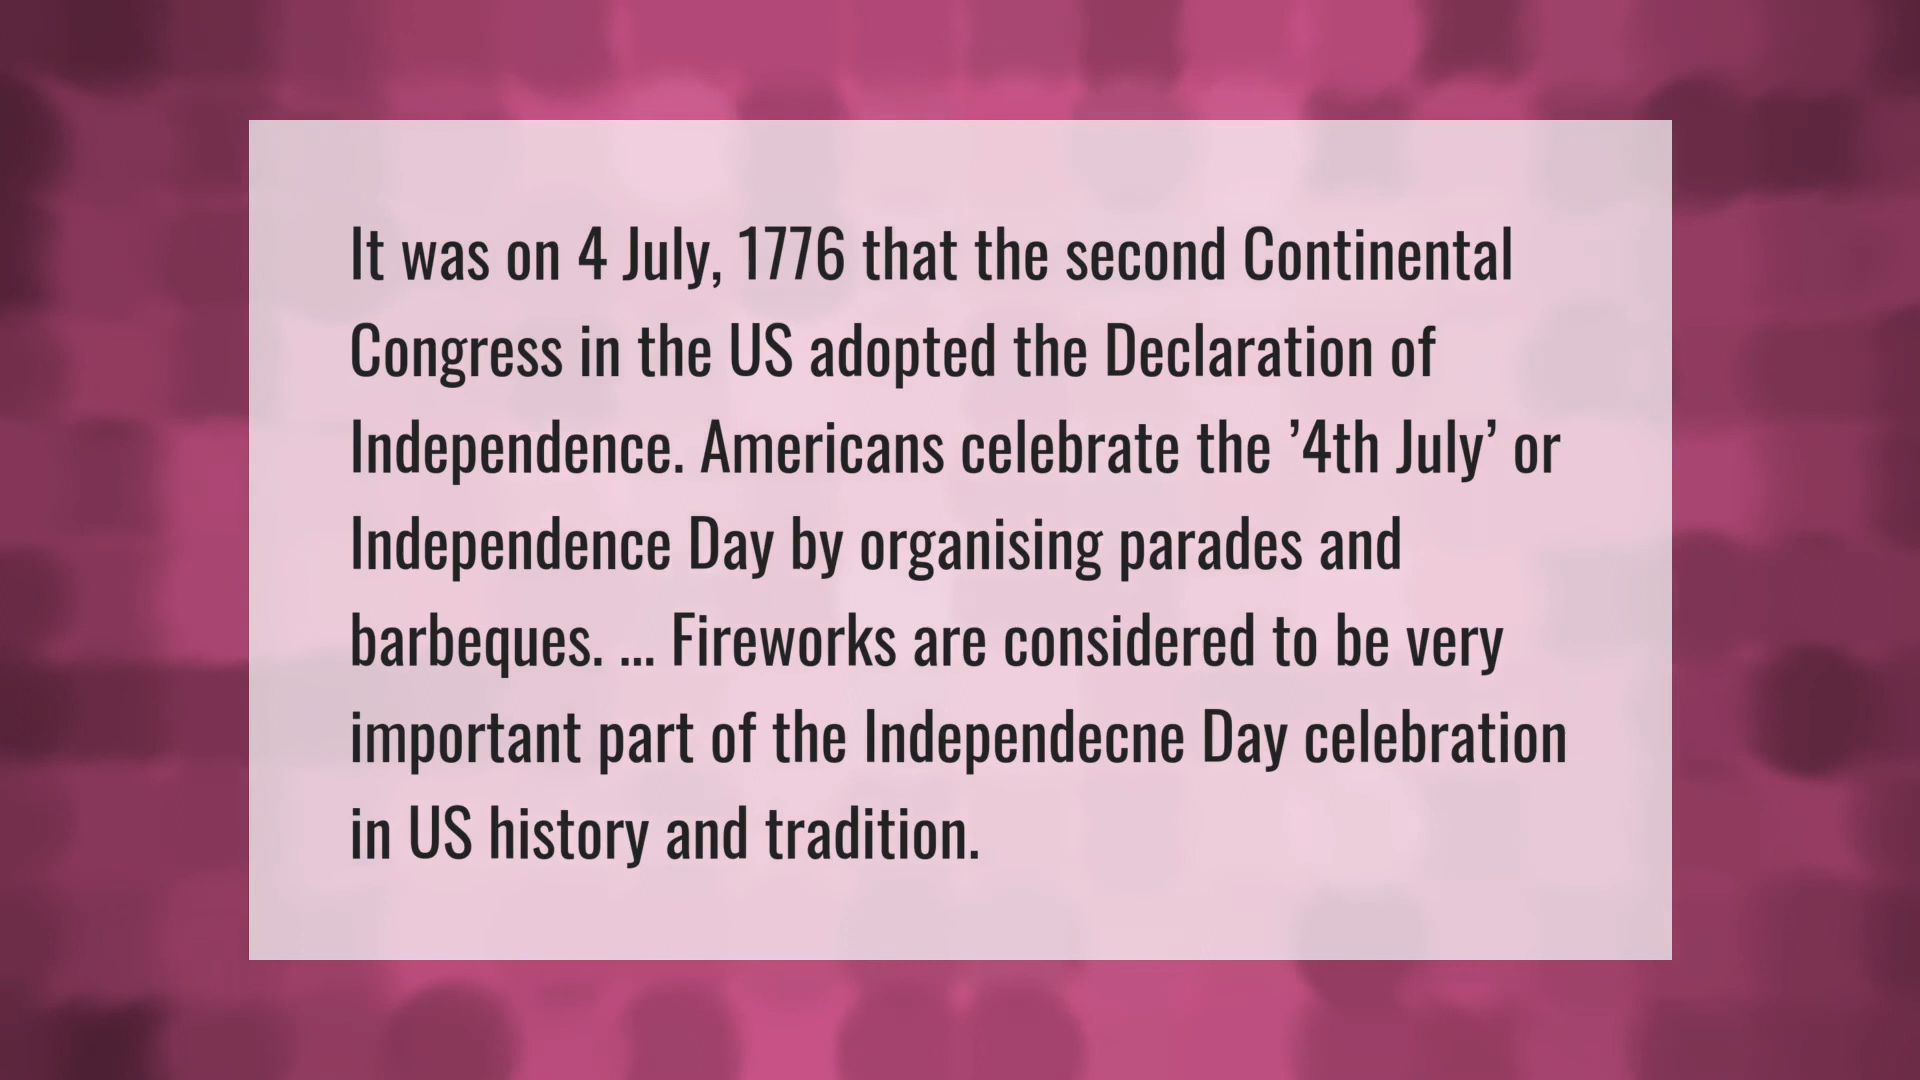 It was on 4 July, 1776 that the second Continental
Congress in the US adopted the Declaration of
Independence. Americans celebrate the ’4th July’ or
Independence Day by organising parades and
barbeques. ... Fireworks are considered to be very
important part of the Independecne Day celebration
in US history and tradition.